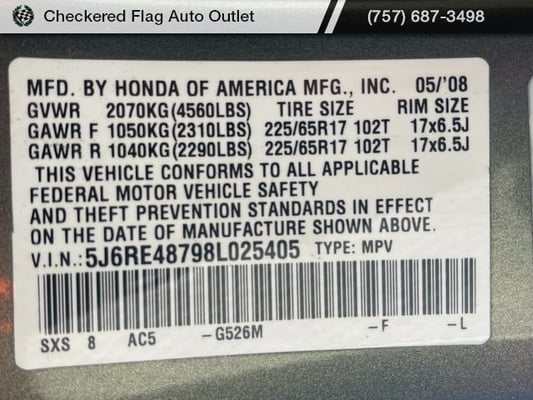 Checkered Flag Auto Outlet
(757) 687-3498
MFD. BY HONDA OF AMERICA MFG., INC. 05/'08
GVWR 2070KG(4560LBS) TIRE SIZE RIM SIZE
GAWR F 1050KG(2310LBS) 225/65R17 102T 17x6.5J
GAWR R 1040KG(2290LBS) 225/65R17 102T 17x6.5J
THIS VEHICLE CONFORMS TO ALL APPLICABLE
FEDERAL MOTOR VEHICLE SAFETY
AND THEFT PREVENTION STANDARDS IN EFFECT
ON THE DATE OF MANUFACTURE SHOWN ABOVE.
V.I.N.:5J6RE48798L025405 TYPE: MPV
SXS 8 AC5 -G526M -F -L